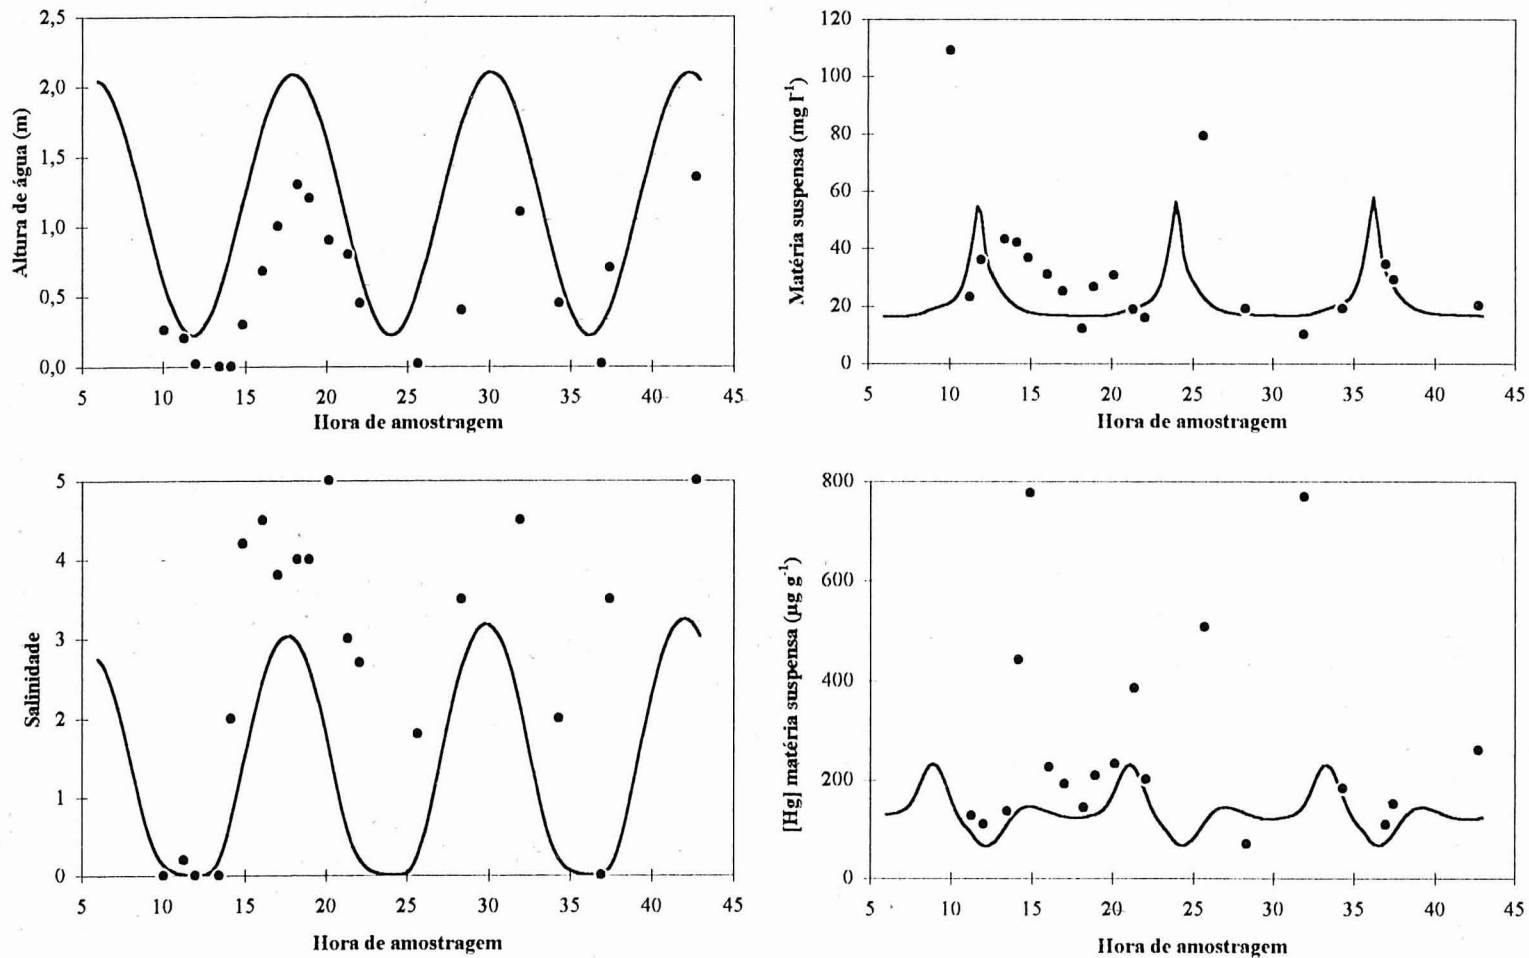 2,5
2,0
1,5
1,0
0,5
0,0
Altura de água (m)
5 10 15 20 25 30 35 40 45
Hora de amostragem
120
100
80
60
40
20
0
Matéria suspensa (mg l⁻¹)
5 10 15 20 25 30 35 40 45
Hora de amostragem
5
4
3
2
1
0
Salinidade
5 10 15 20 25 30 35 40 45
Hora de amostragem
800
600
400
200
0
[Hg] matéria suspensa (µg g⁻¹)
5 10 15 20 25 30 35 40 45
Hora de amostragem